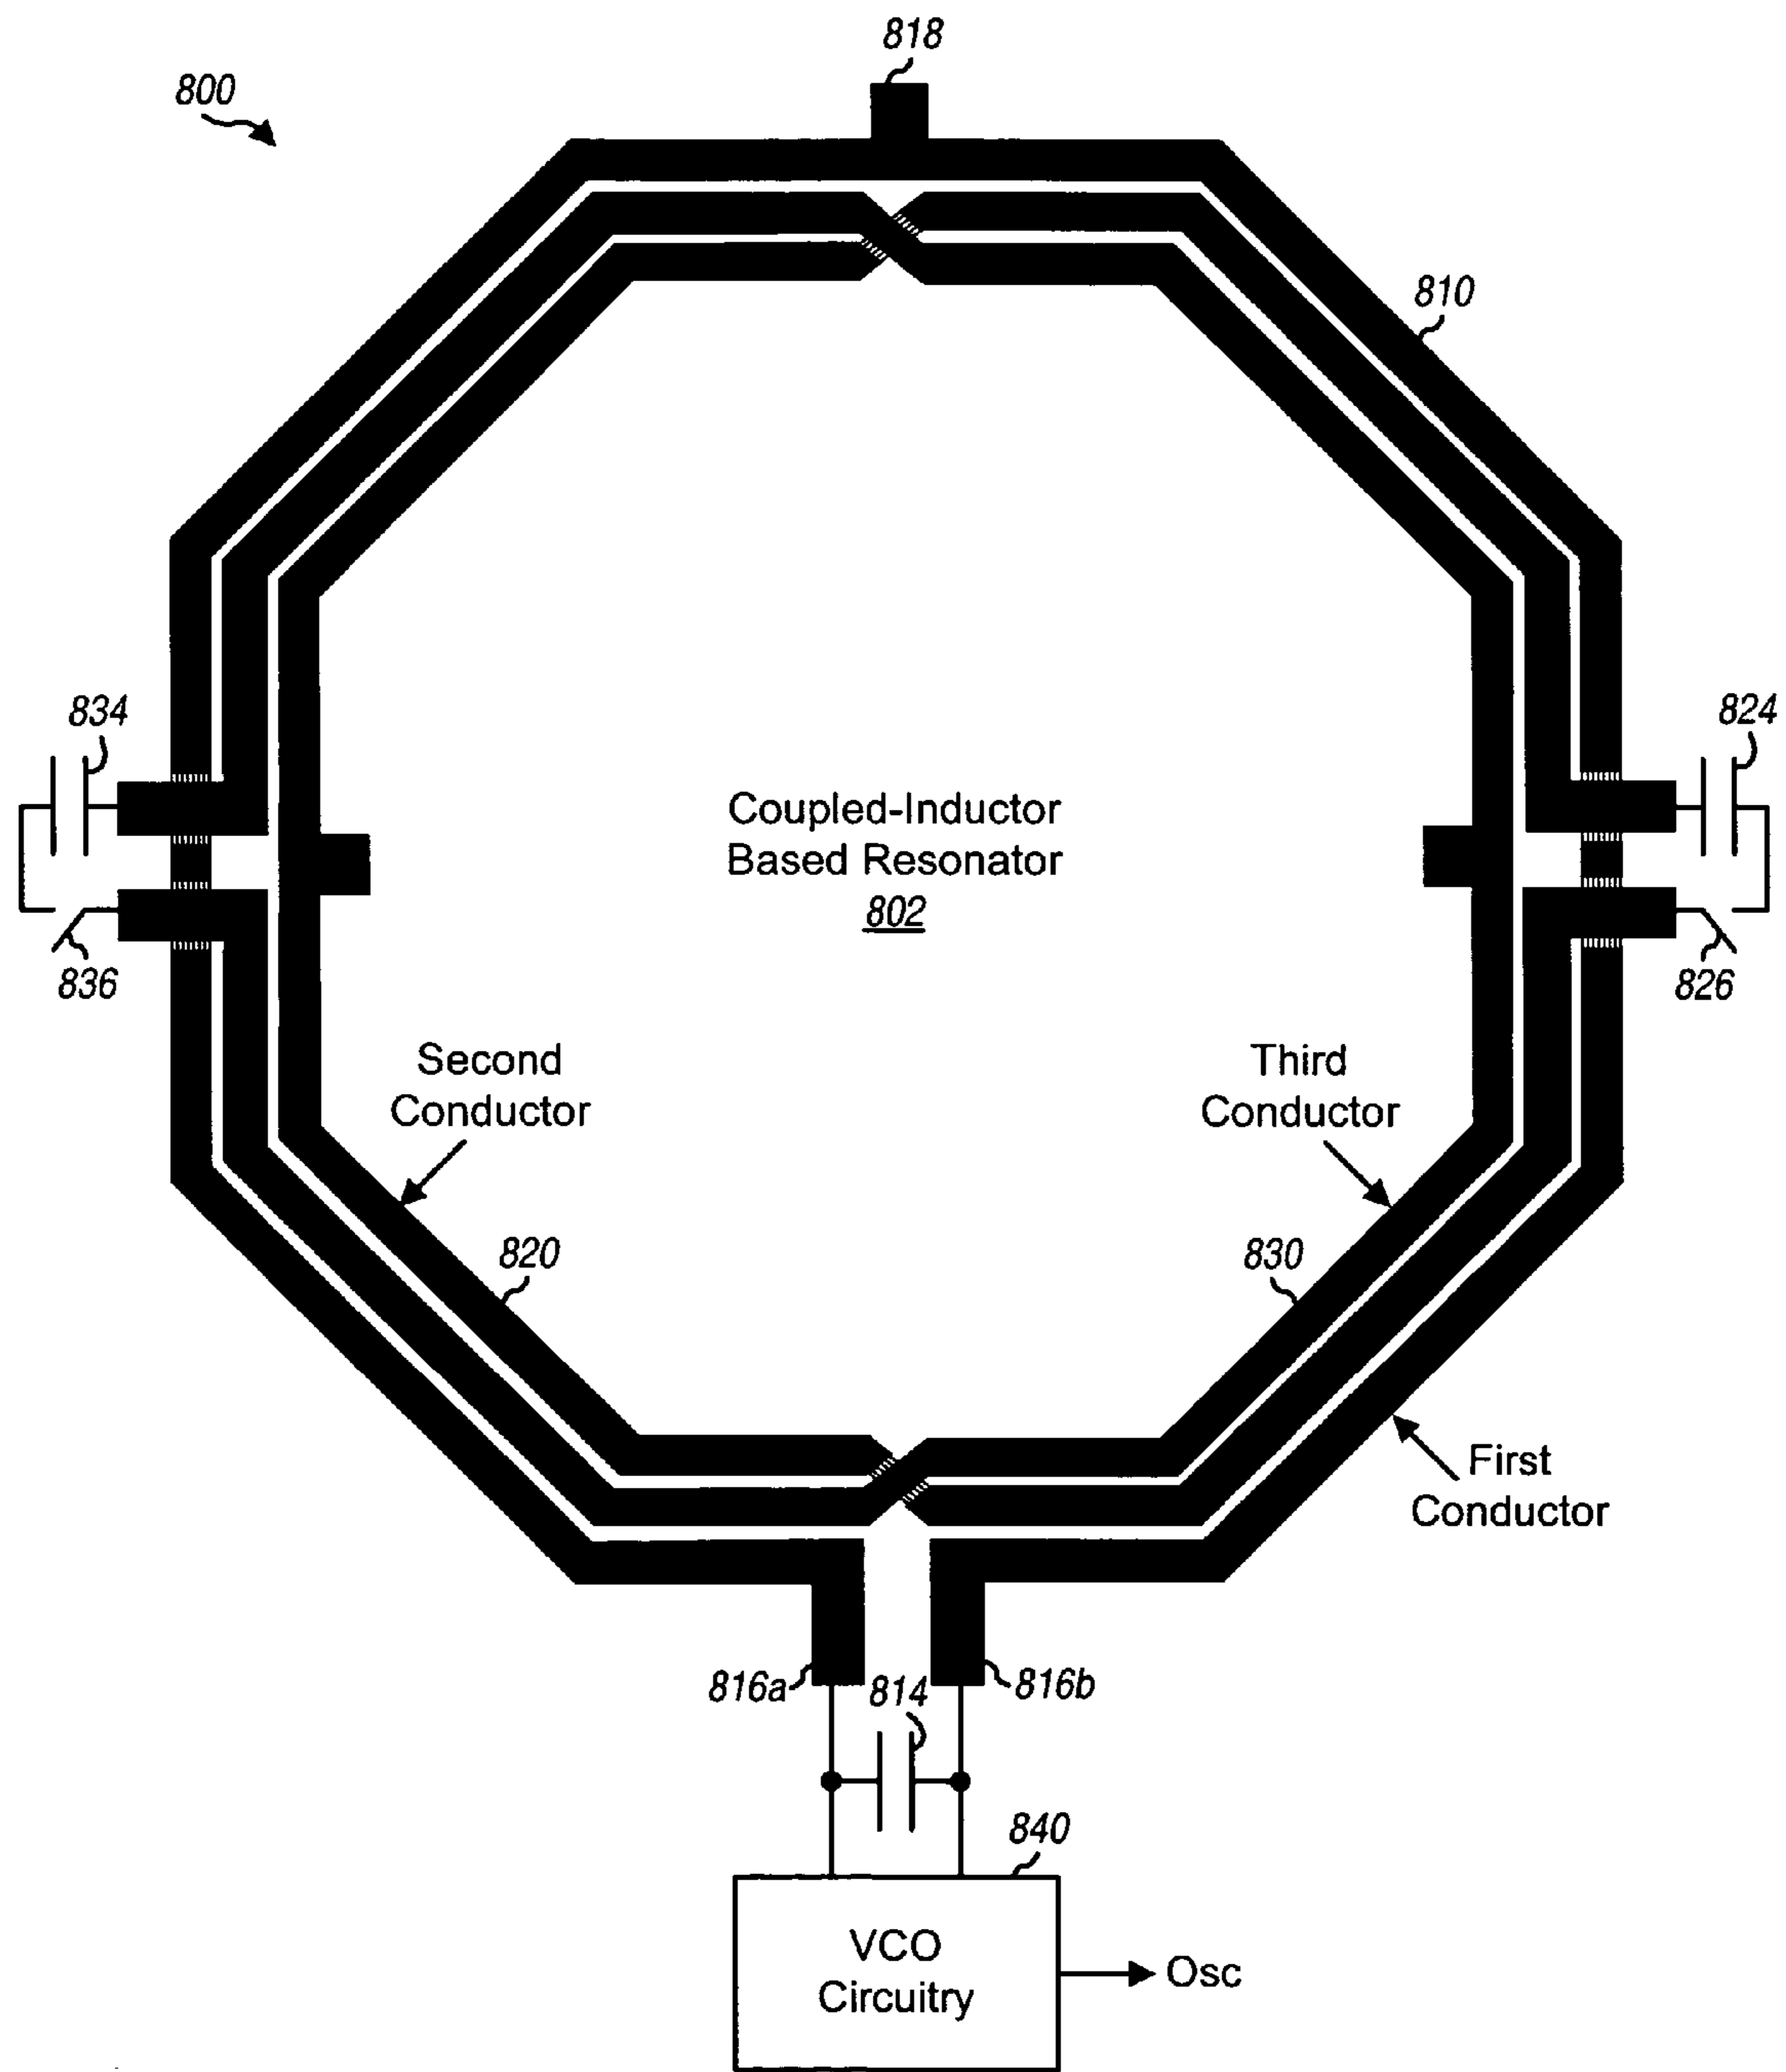 818
800
810
834
824
Coupled-Inductor
Based Resonator
802
836
826
Second
Conductor
Third
Conductor
820
830
First
Conductor
816a
814
816b
840
VCO
Circuitry
Osc